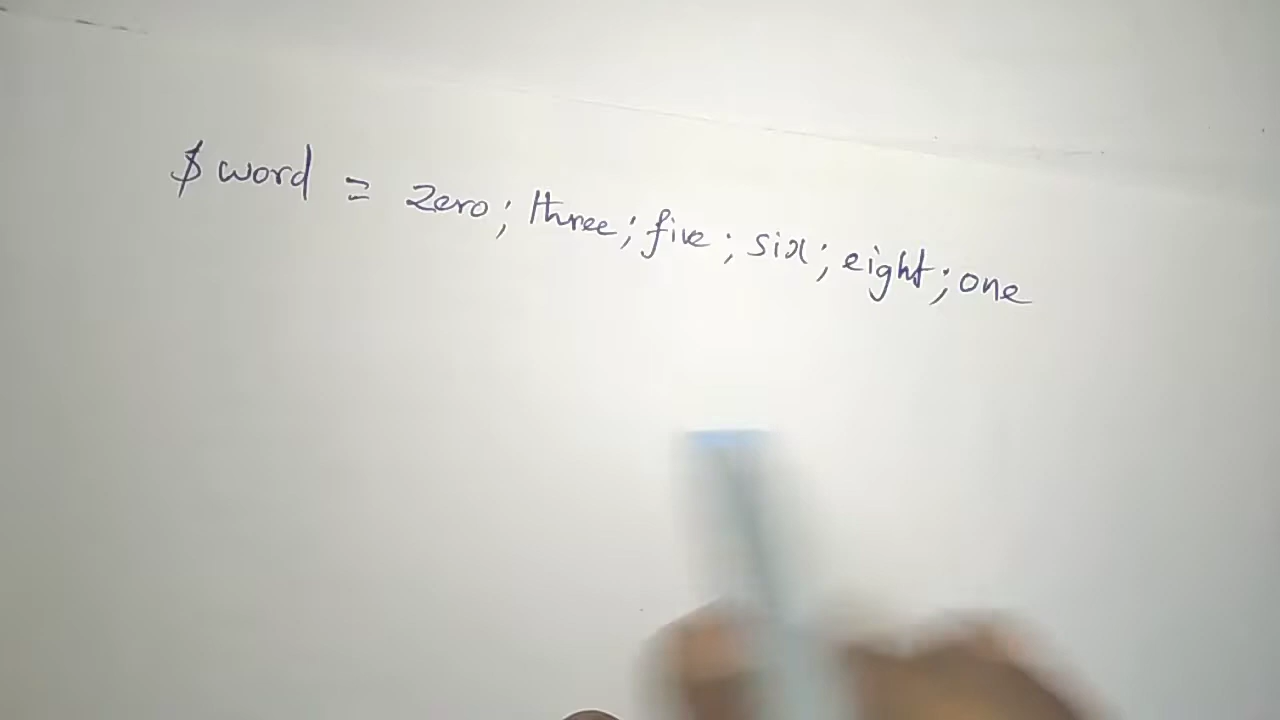 $ word = zero; three; five; six; eight; one